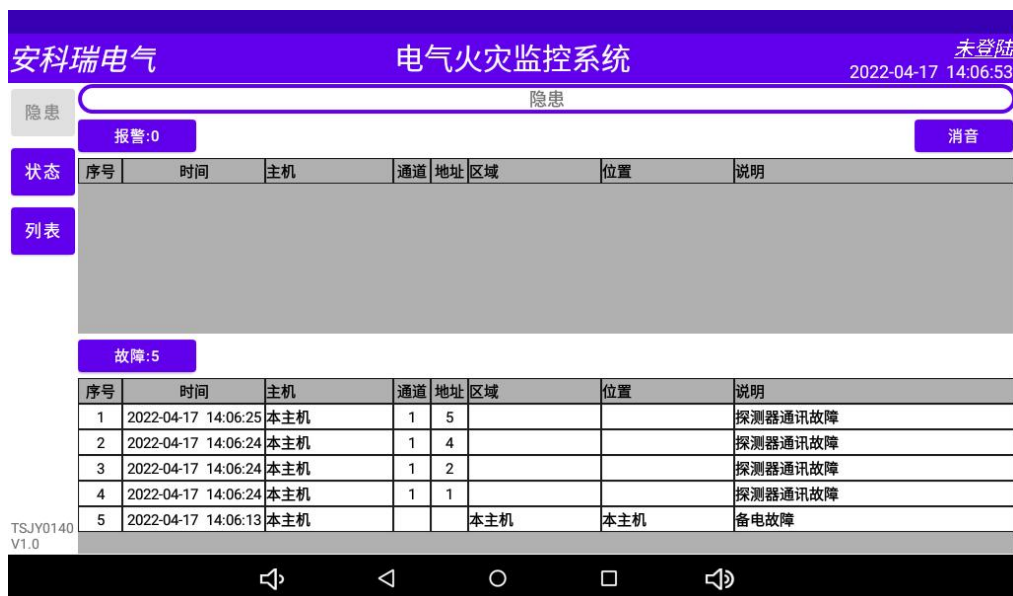 安科瑞电气 电气火灾监控系统 未登陆
2022-04-17 14:06:53
隐患 隐患
报警:0 消音
状态 序号 时间 主机 通道 地址 区域 位置 说明
列表
故障:5
序号 时间 主机 通道 地址 区域 位置 说明
1 2022-04-17 14:06:25 本主机 1 5 探测器通讯故障
2 2022-04-17 14:06:24 本主机 1 4 探测器通讯故障
3 2022-04-17 14:06:24 本主机 1 2 探测器通讯故障
4 2022-04-17 14:06:24 本主机 1 1 探测器通讯故障
5 2022-04-17 14:06:13 本主机 本主机 本主机 备电故障
TSJY0140
V1.0